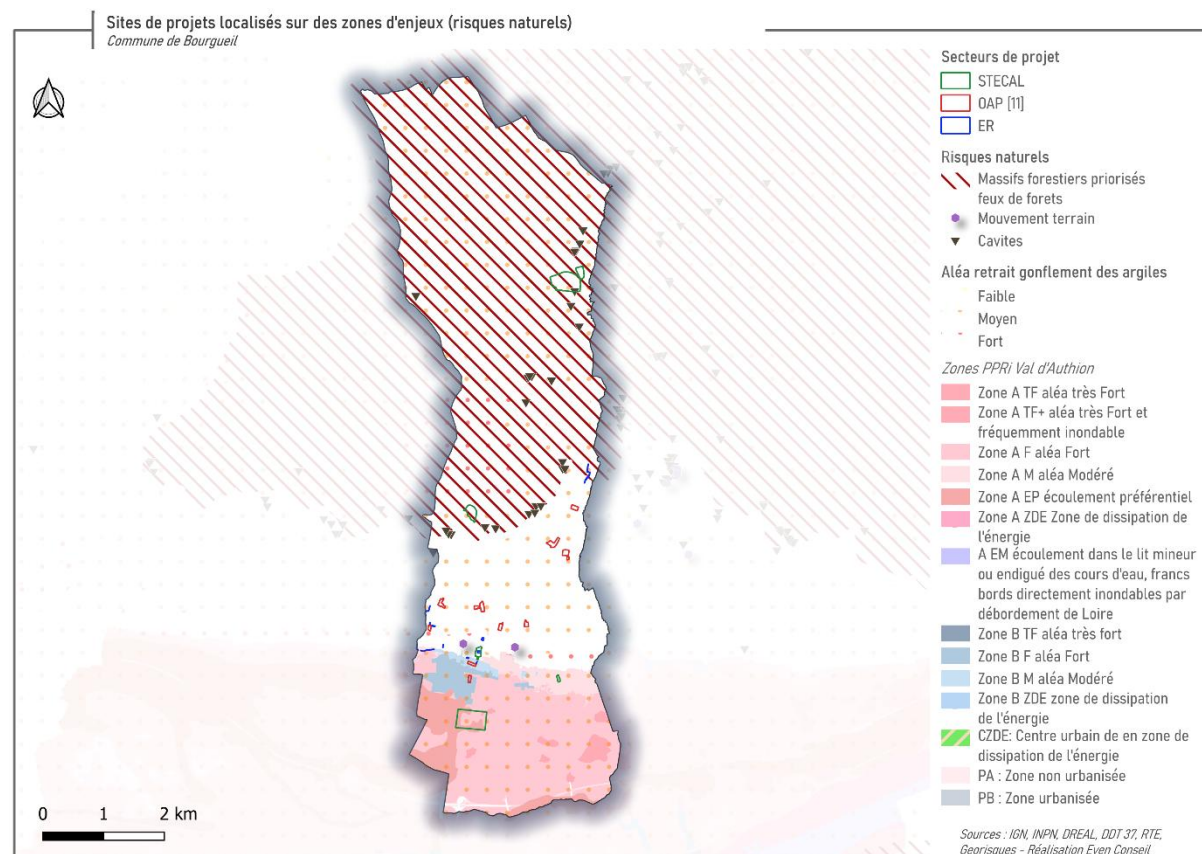 Sites de projets localisés sur des zones d'enjeux (risques naturels)
Commune de Bourgueil
Secteurs de projet
STECAL
OAP [11]
ER
Risques naturels
Massifs forestiers priorisés
feux de forets
Mouvement terrain
Cavites
Aléa retrait gonflement des argiles
Faible
Moyen
Fort
Zones PPRi Val d'Authion
Zone A TF aléa très Fort
Zone A TF+ aléa très Fort et
fréquemment inondable
Zone A F aléa Fort
Zone A M aléa Modéré
Zone A EP écoulement préférentiel
Zone A ZDE Zone de dissipation de
l'énergie
A EM écoulement dans le lit mineur
ou endigué des cours d'eau, francs
bords directement inondables par
débordement de Loire
Zone B TF aléa très fort
Zone B F aléa Fort
Zone B M aléa Modéré
Zone B ZDE zone de dissipation
de l'énergie
CZDE: Centre urbain de en zone de
dissipation de l'énergie
PA : Zone non urbanisée
PB : Zone urbanisée
0 1 2 km
Sources : IGN, INPN, DREAL, DDT 37, RTE,
Georisques - Réalisation Even Conseil